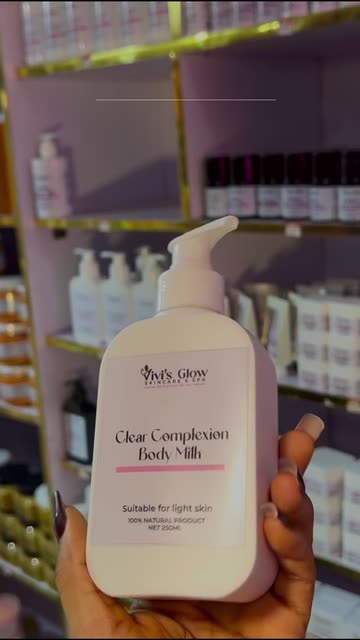 Vivi's Glow
SKINCARE & SPA
Clear Complexion
Body Milk
Suitable for light skin
100% NATURAL PRODUCT
NET 250ML